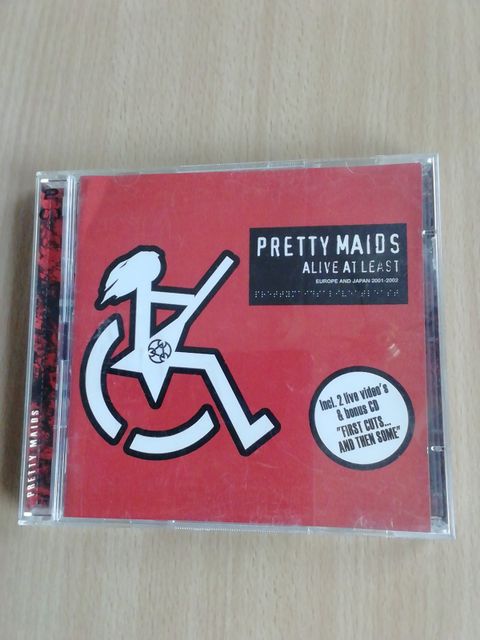 PRETTY MAIDS
ALIVE AT LEAST
EUROPE AND JAPAN 2001-2002
Incl. 2 live video's
& bonus CD
"FIRST CUTS...
AND THEN SOME"
PRETTY MAIDS